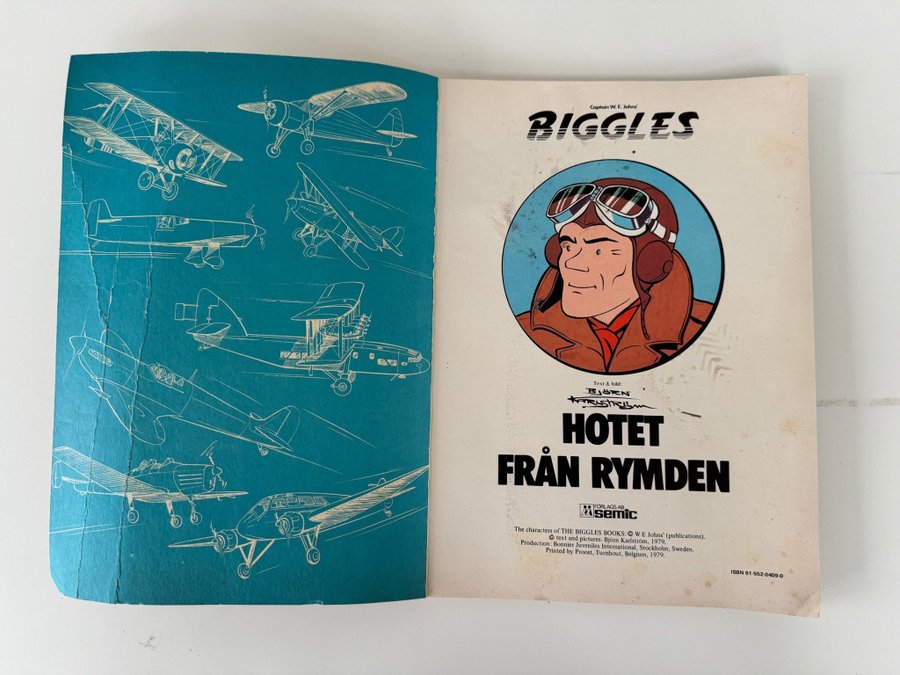 Captain W. E. Johns'
BIGGLES
Text & bild:
BJÖRN
KARLSTRÖM
HOTET
FRÅN RYMDEN
FÖRLAGS AB
semic
The characters of THE BIGGLES BOOKS: © W E Johns' (publications).
© text and pictures: Björn Karlström, 1979.
Production: Bonnier Juveniles International, Stockholm, Sweden.
Printed by Proost, Turnhout, Belgium, 1979.
ISBN 91-552-0409-0